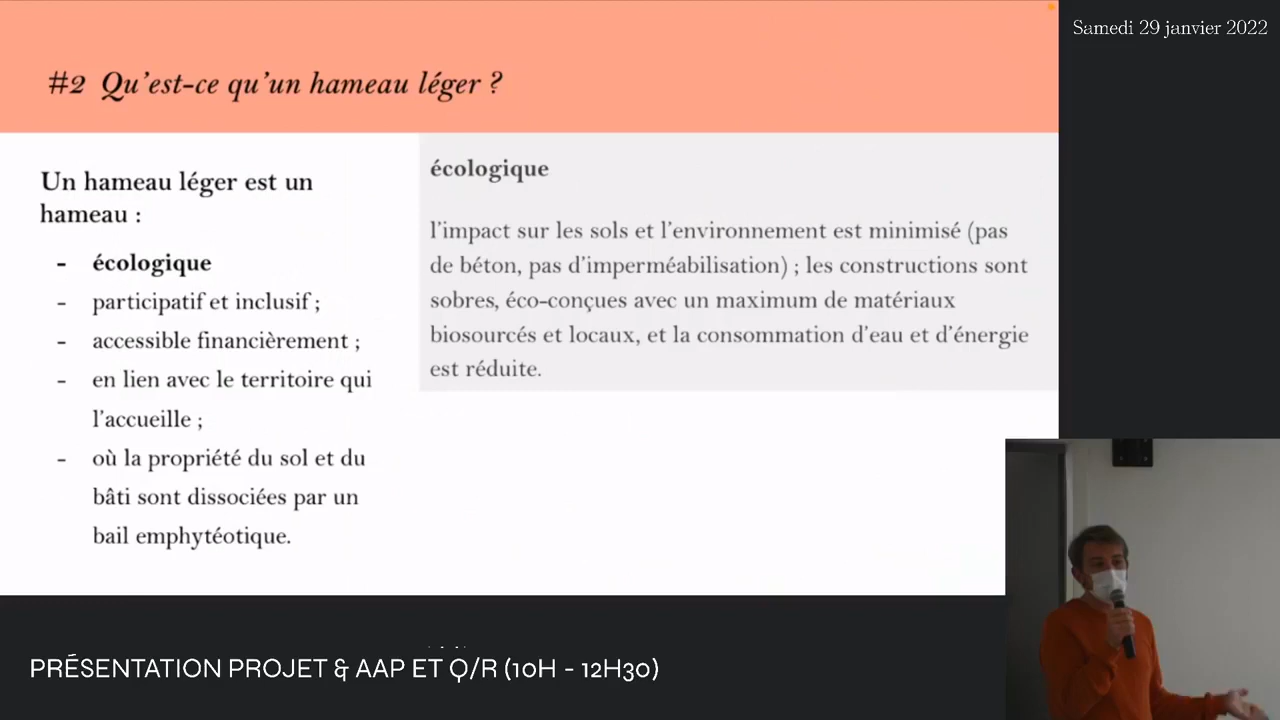 Samedi 29 janvier 2022
#2 Qu'est-ce qu'un hameau léger ?
Un hameau léger est un
hameau :
- écologique
- participatif et inclusif ;
- accessible financièrement ;
- en lien avec le territoire qui
l'accueille ;
- où la propriété du sol et du
bâti sont dissociées par un
bail emphytéotique.
écologique
l'impact sur les sols et l'environnement est minimisé (pas
de béton, pas d'imperméabilisation) ; les constructions sont
sobres, éco-conçues avec un maximum de matériaux
biosourcés et locaux, et la consommation d'eau et d'énergie
est réduite.
PRÉSENTATION PROJET & AAP ET Q/R (10H - 12H30)